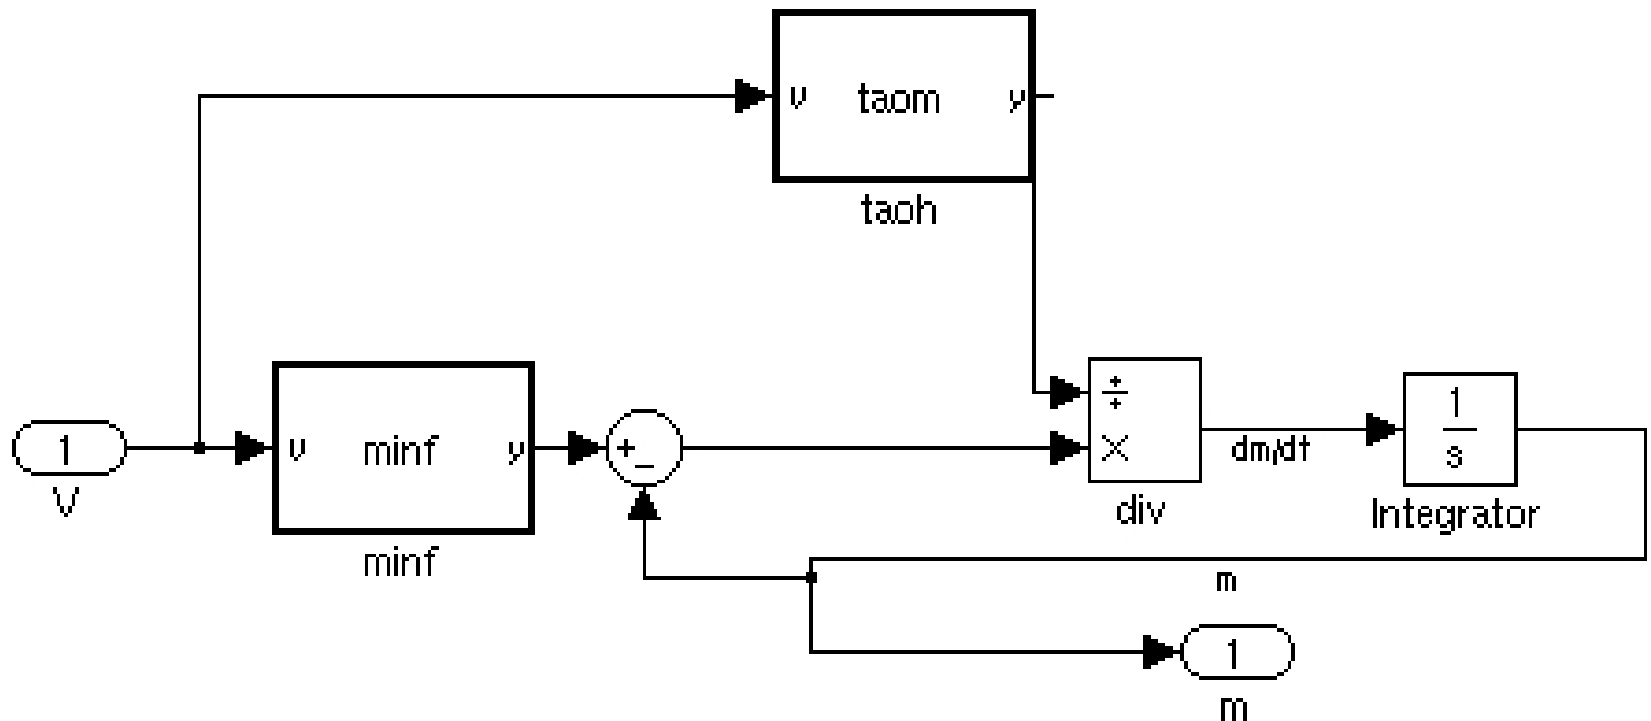 v taom y
taoh
1
V
v minf y
minf
+
−
÷
×
div
dm/dt
1
s
Integrator
m
1
m